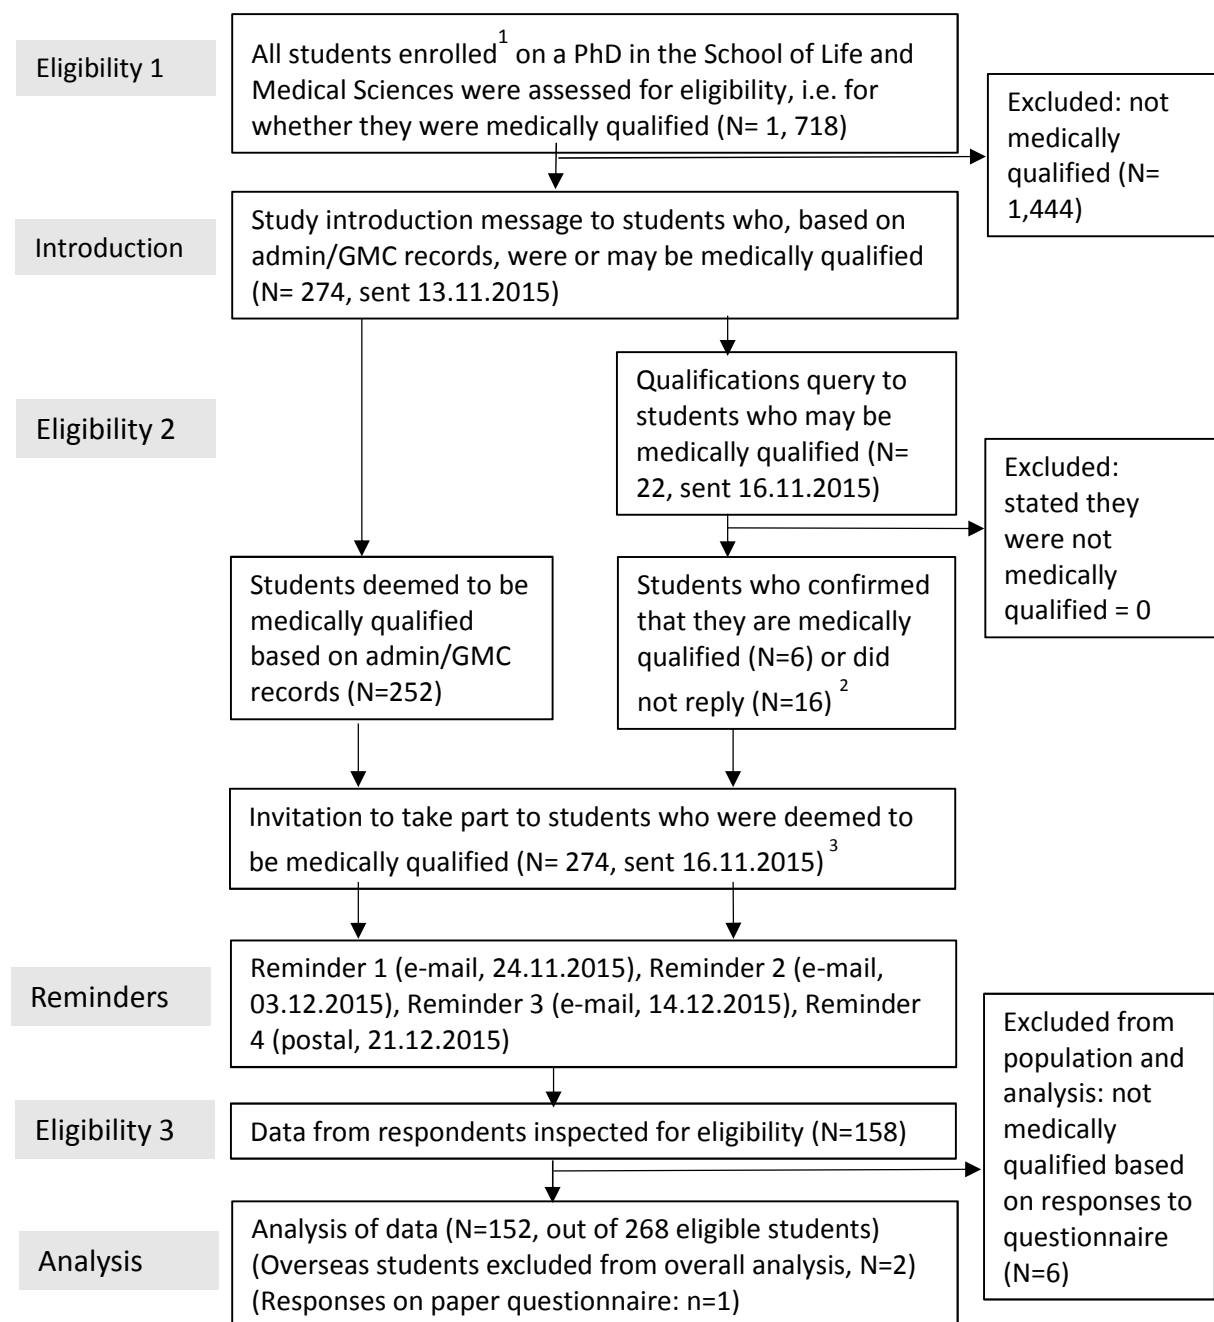 Eligibility 1
All students enrolled1 on a PhD in the School of Life and
Medical Sciences were assessed for eligibility, i.e. for
whether they were medically qualified (N= 1, 718)
Excluded: not
medically
qualified (N=
1,444)
Introduction
Study introduction message to students who, based on
admin/GMC records, were or may be medically qualified
(N= 274, sent 13.11.2015)
Eligibility 2
Qualifications query to
students who may be
medically qualified (N=
22, sent 16.11.2015)
Excluded:
stated they
were not
medically
qualified = 0
Students deemed to be
medically qualified
based on admin/GMC
records (N=252)
Students who confirmed
that they are medically
qualified (N=6) or did
not reply (N=16) 2
Invitation to take part to students who were deemed to
be medically qualified (N= 274, sent 16.11.2015) 3
Reminders
Reminder 1 (e-mail, 24.11.2015), Reminder 2 (e-mail,
03.12.2015), Reminder 3 (e-mail, 14.12.2015), Reminder
4 (postal, 21.12.2015)
Excluded from
population and
analysis: not
medically
qualified based
on responses to
questionnaire
(N=6)
Eligibility 3
Data from respondents inspected for eligibility (N=158)
Analysis
Analysis of data (N=152, out of 268 eligible students)
(Overseas students excluded from overall analysis, N=2)
(Responses on paper questionnaire: n=1)